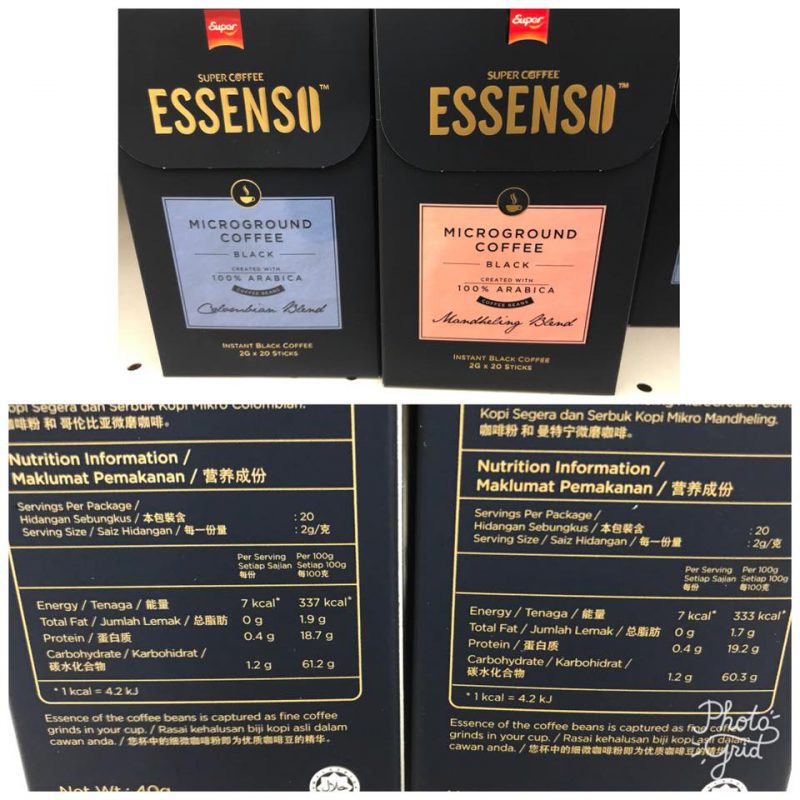 Super
SUPER COFFEE
ESSENSO™
MICROGROUND
COFFEE
BLACK
CREATED WITH
100% ARABICA
COFFEE BEANS
Colombian Blend
INSTANT BLACK COFFEE
2G X 20 STICKS
Super
SUPER COFFEE
ESSENSO™
MICROGROUND
COFFEE
BLACK
CREATED WITH
100% ARABICA
COFFEE BEANS
Mandheling Blend
INSTANT BLACK COFFEE
2G X 20 STICKS
Kopi Segera dan Serbuk Kopi Mikro Colombian.
咖啡粉 和 哥伦比亚微磨咖啡。
Nutrition Information /
Maklumat Pemakanan / 营养成份
Servings Per Package /
Hidangan Sebungkus / 本包裝含 : 20
Serving Size / Saiz Hidangan / 每一份量 : 2g/克
Per Serving Per 100g
Setiap Sajian Setiap 100g
每份 每100克
Energy / Tenaga / 能量 7 kcal* 337 kcal*
Total Fat / Jumlah Lemak / 总脂肪 0 g 1.9 g
Protein / 蛋白质 0.4 g 18.7 g
Carbohydrate / Karbohidrat /
碳水化合物 1.2 g 61.2 g
* 1 kcal = 4.2 kJ
Essence of the coffee beans is captured as fine coffee
grinds in your cup. / Rasai kehalusan biji kopi asli dalam
cawan anda. / 您杯中的细微咖啡粉即为优质咖啡豆的精华。
Net Wt : 40g
Kopi Segera dan Serbuk Kopi Mikro Mandheling.
咖啡粉 和 曼特宁微磨咖啡。
Nutrition Information /
Maklumat Pemakanan / 营养成份
Servings Per Package /
Hidangan Sebungkus / 本包裝含 : 20
Serving Size / Saiz Hidangan / 每一份量 : 2g/克
Per Serving Per 100g
Setiap Sajian Setiap 100g
每份 每100克
Energy / Tenaga / 能量 7 kcal* 333 kcal*
Total Fat / Jumlah Lemak / 总脂肪 0 g 1.7 g
Protein / 蛋白质 0.4 g 19.2 g
Carbohydrate / Karbohidrat /
碳水化合物 1.2 g 60.3 g
* 1 kcal = 4.2 kJ
Essence of the coffee beans is captured as fine coffee
grinds in your cup. / Rasai kehalusan biji kopi asli dalam
cawan anda. / 您杯中的细微咖啡粉即为优质咖啡豆的精华
Photo
Grid